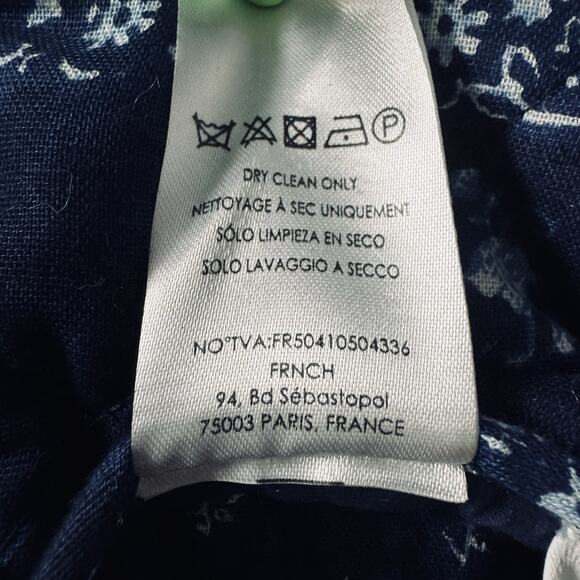 P
DRY CLEAN ONLY
NETTOYAGE À SEC UNIQUEMENT
SÓLO LIMPIEZA EN SECO
SOLO LAVAGGIO A SECCO
NO°TVA:FR50410504336
FRNCH
94, Bd Sébastopol
75003 PARIS, FRANCE